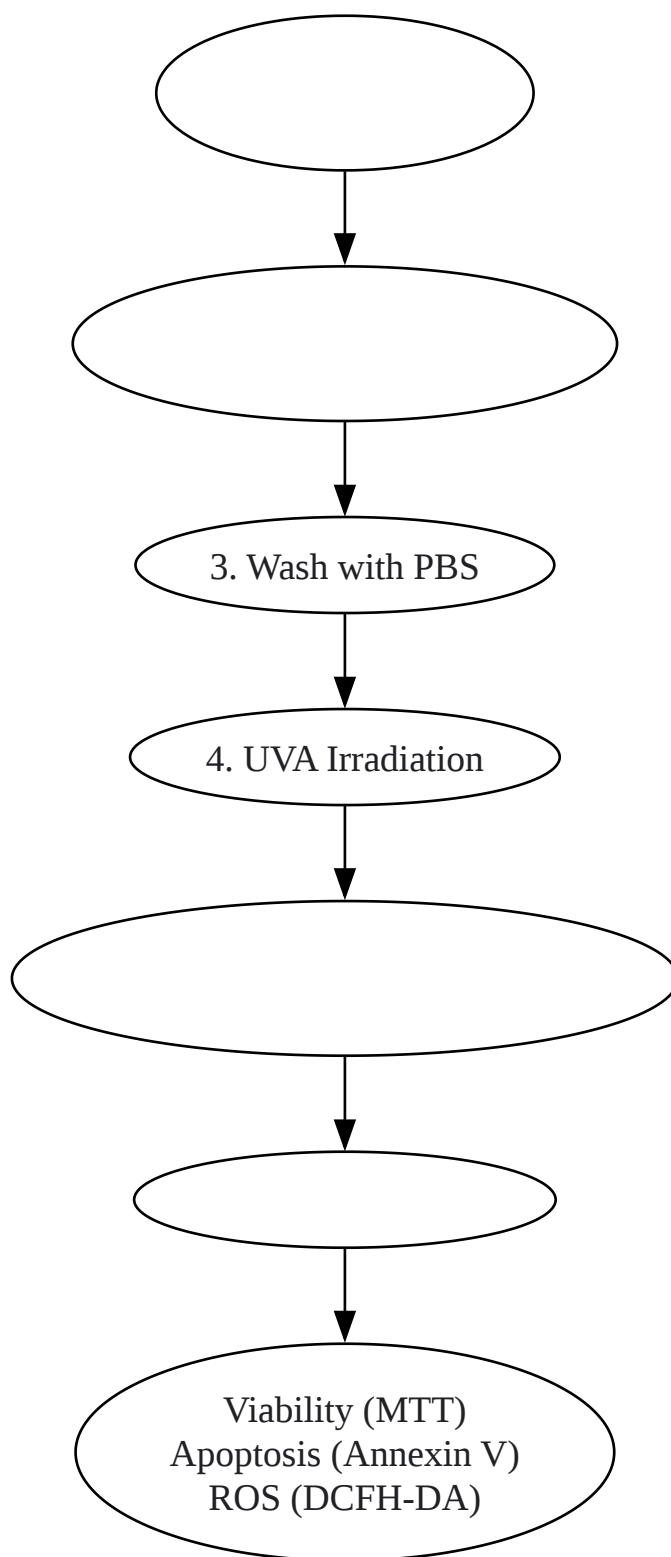 3. Wash with PBS
4. UVA Irradiation
Viability (MTT)
Apoptosis (Annexin V)
ROS (DCFH-DA)